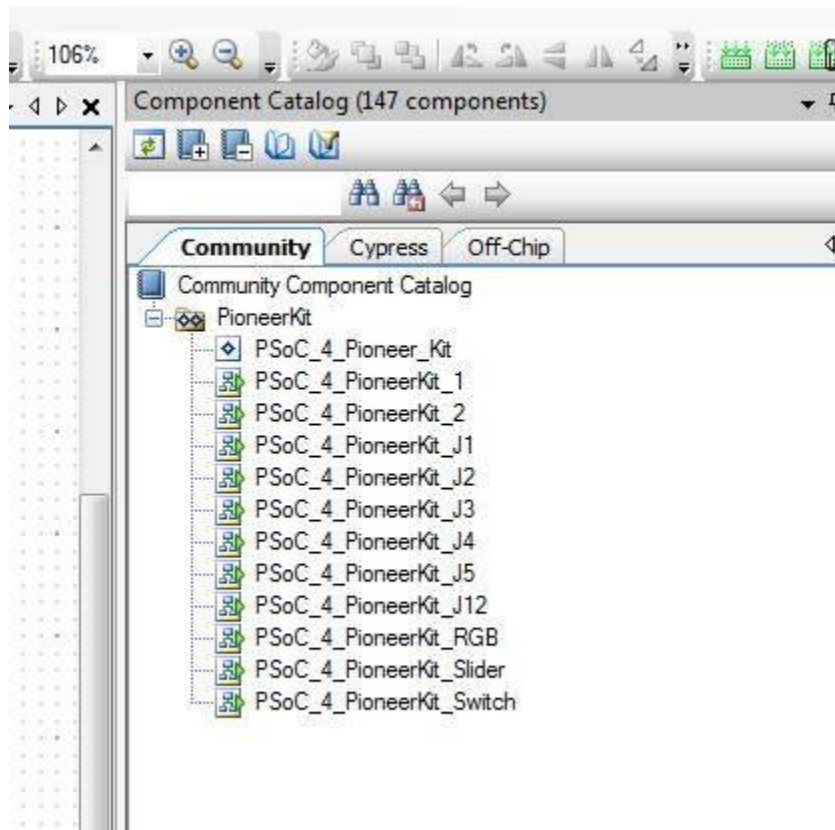 106%
Component Catalog (147 components)
Community Cypress Off-Chip
Community Component Catalog
PioneerKit
PSoC_4_Pioneer_Kit
PSoC_4_PioneerKit_1
PSoC_4_PioneerKit_2
PSoC_4_PioneerKit_J1
PSoC_4_PioneerKit_J2
PSoC_4_PioneerKit_J3
PSoC_4_PioneerKit_J4
PSoC_4_PioneerKit_J5
PSoC_4_PioneerKit_J12
PSoC_4_PioneerKit_RGB
PSoC_4_PioneerKit_Slider
PSoC_4_PioneerKit_Switch